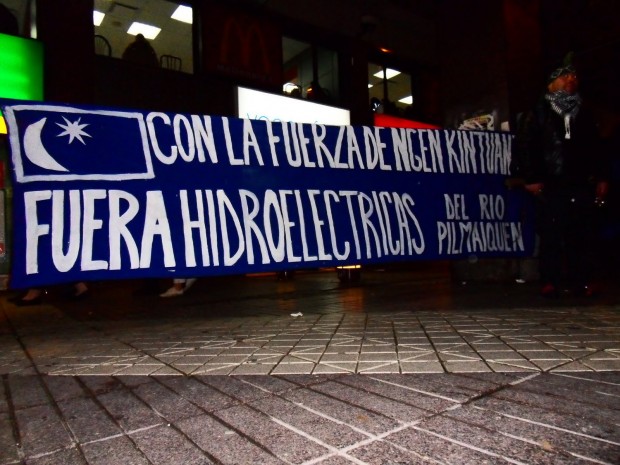 CON LA FUERZA DE NGEN KINTUAN
FUERA HIDROELECTRICAS DEL RIO
PILMAIQUEN